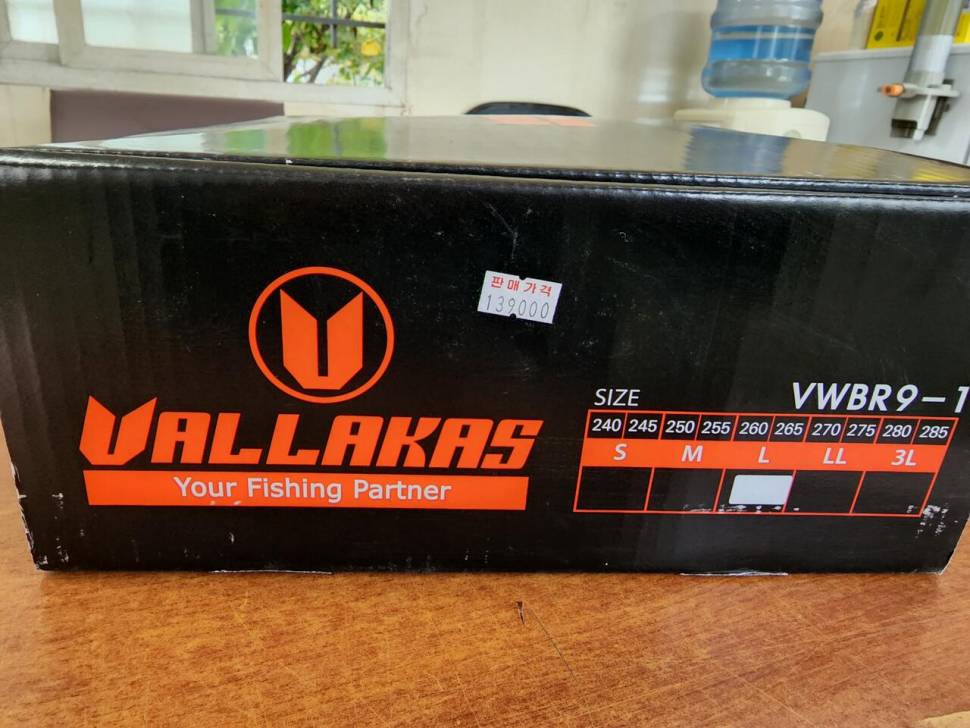 판매가격
139000
VALLAKAS
Your Fishing Partner
SIZE
VWBR9-1
240 245 250 255 260 265 270 275 280 285
S M L LL 3L